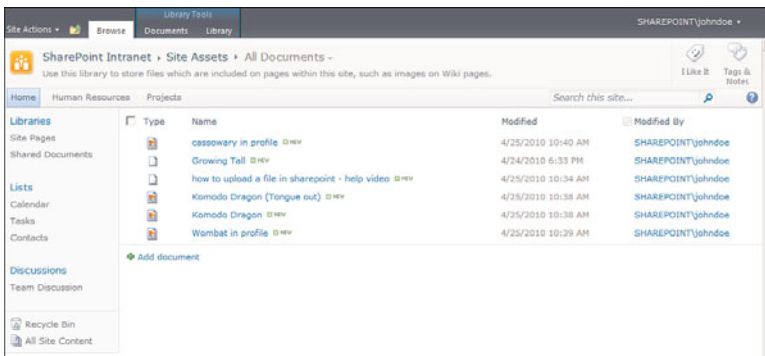 Library Tools
Site Actions Browse Documents Library SHAREPOINT\johndoe
SharePoint Intranet › Site Assets › All Documents -
Use this library to store files which are included on pages within this site, such as images on Wiki pages.
I Like It
Tags & Notes
Home Human Resources Projects Search this site...
Libraries
Site Pages
Shared Documents
Lists
Calendar
Tasks
Contacts
Discussions
Team Discussion
Recycle Bin
All Site Content
Type Name Modified Modified By
cassowary in profile NEW 4/25/2010 10:40 AM SHAREPOINT\johndoe
Growing Tall NEW 4/24/2010 6:33 PM SHAREPOINT\johndoe
how to upload a file in sharepoint - help video NEW 4/25/2010 10:34 AM SHAREPOINT\johndoe
Komodo Dragon (Tongue out) NEW 4/25/2010 10:38 AM SHAREPOINT\johndoe
Komodo Dragon NEW 4/25/2010 10:38 AM SHAREPOINT\johndoe
Wombat in profile NEW 4/25/2010 10:39 AM SHAREPOINT\johndoe
Add document